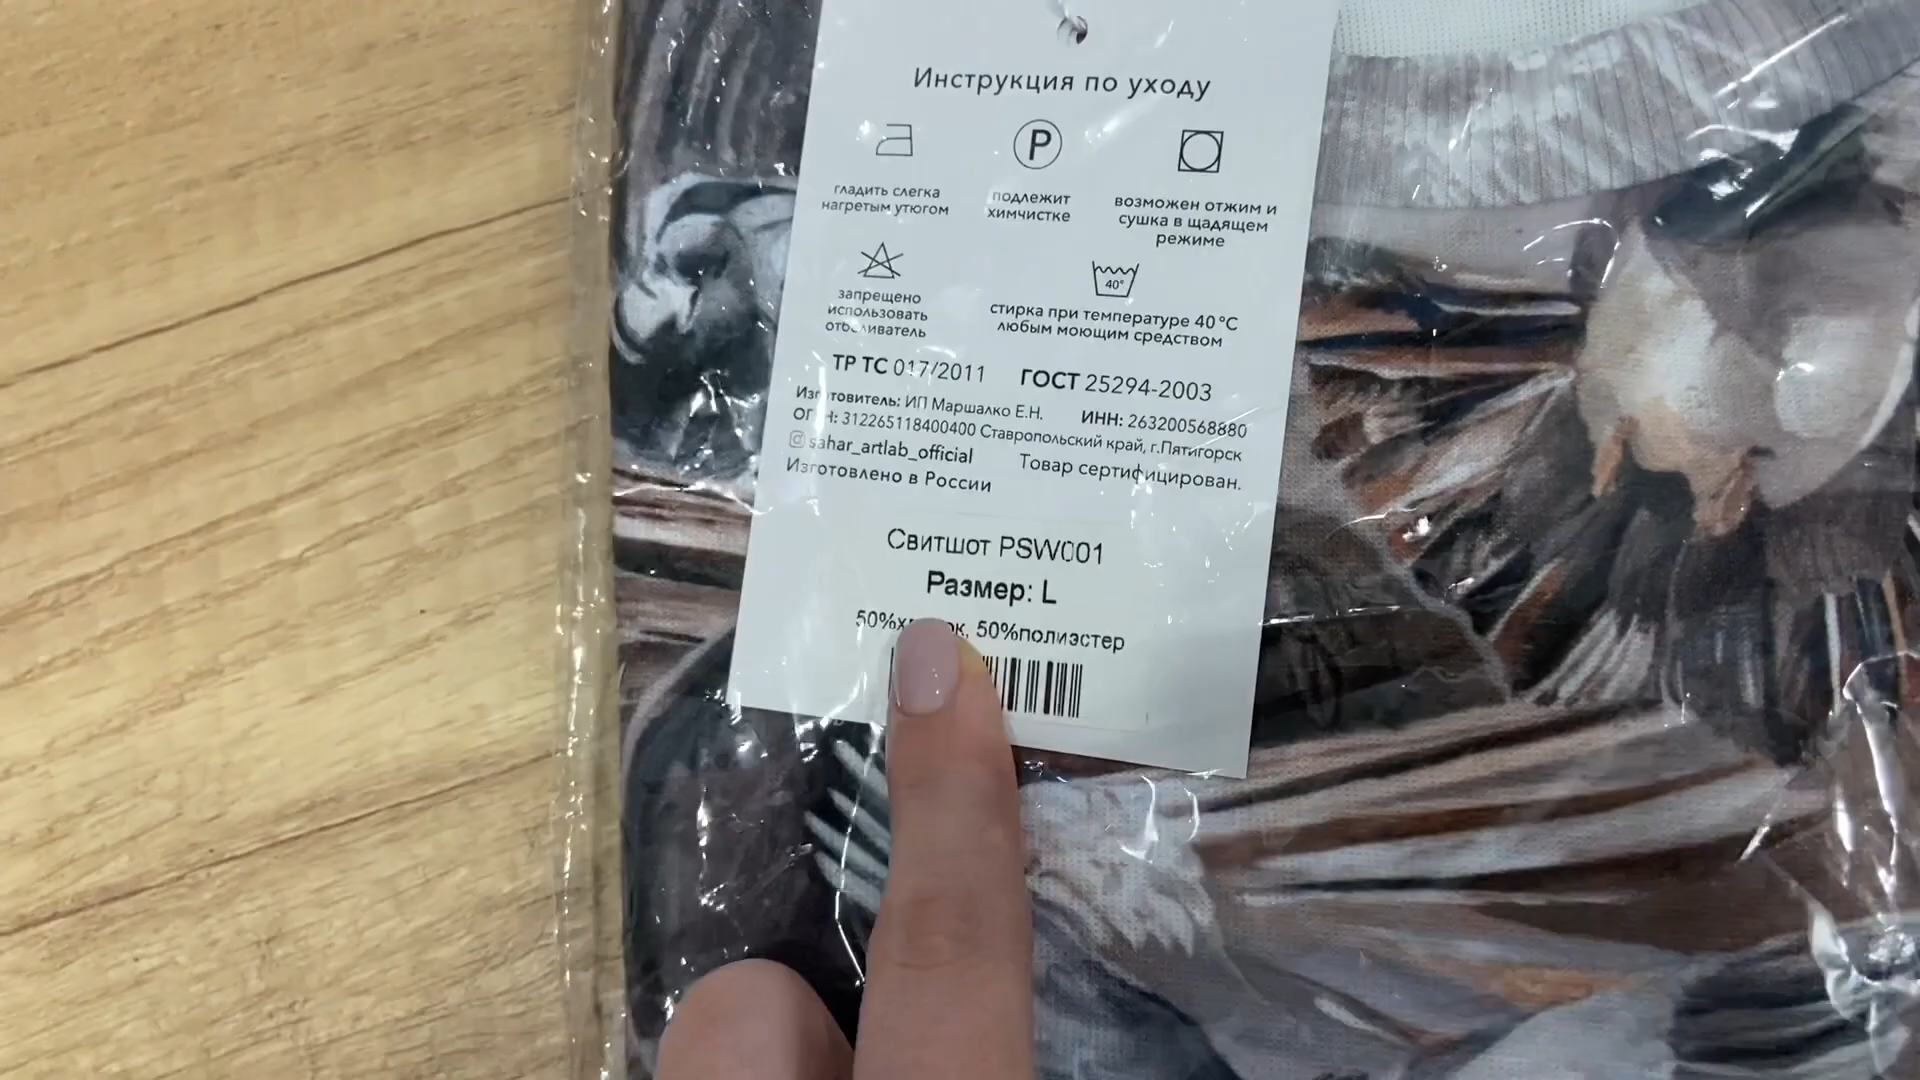 Инструкция по уходу
P
гладить слегка
нагретым утюгом
подлежит
химчистке
возможен отжим и
сушка в щадящем
режиме
запрещено
использовать
отбеливатель
40°
стирка при температуре 40 °C
любым моющим средством
ТР ТС 017/2011 ГОСТ 25294-2003
Изготовитель: ИП Маршалко Е.Н. ИНН: 263200568880
ОГРН: 312265118400400 Ставропольский край, г.Пятигорск
sahar_artlab_official Товар сертифицирован.
Изготовлено в России
Свитшот PSW001
Размер: L
50% 50%полиэстер